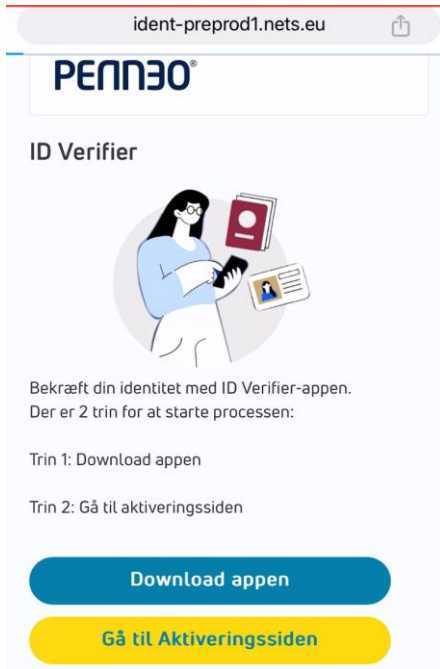 ident-preprod1.nets.eu
PENNEO®
ID Verifier
Bekræft din identitet med ID Verifier-appen.
Der er 2 trin for at starte processen:
Trin 1: Download appen
Trin 2: Gå til aktiveringssiden
Download appen
Gå til Aktiveringssiden